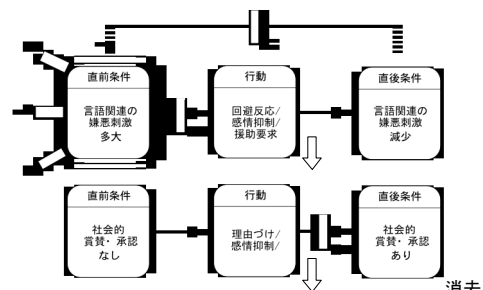 直前条件
言語関連の
嫌悪刺激
多大
行動
回避反応/
感情抑制/
援助要求
直後条件
言語関連の
嫌悪刺激
減少
直前条件
社会的
賞賛・承認
なし
行動
理由づけ/
感情抑制/
直後条件
社会的
賞賛・承認
あり
消去